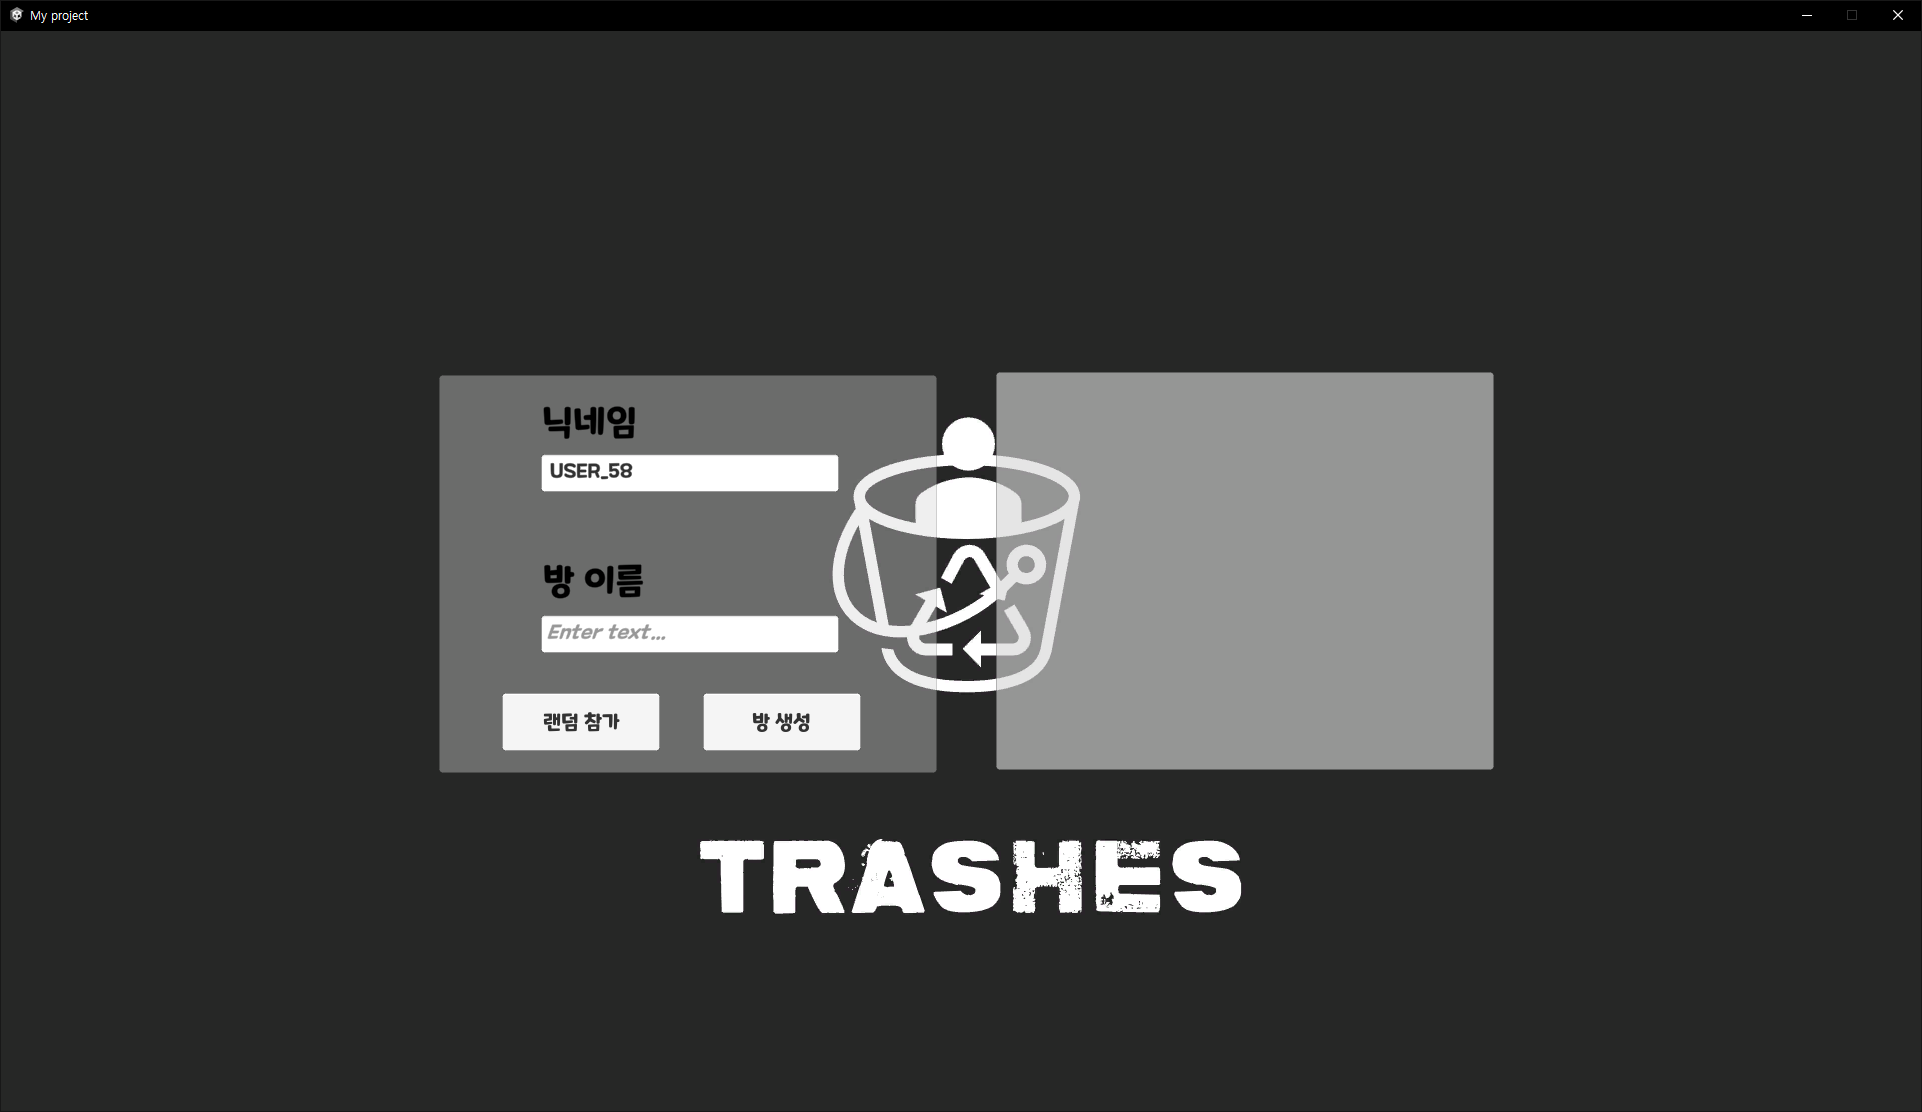 My project
닉네임
USER_58
방 이름
Enter text...
랜덤 참가
방 생성
TRASHES